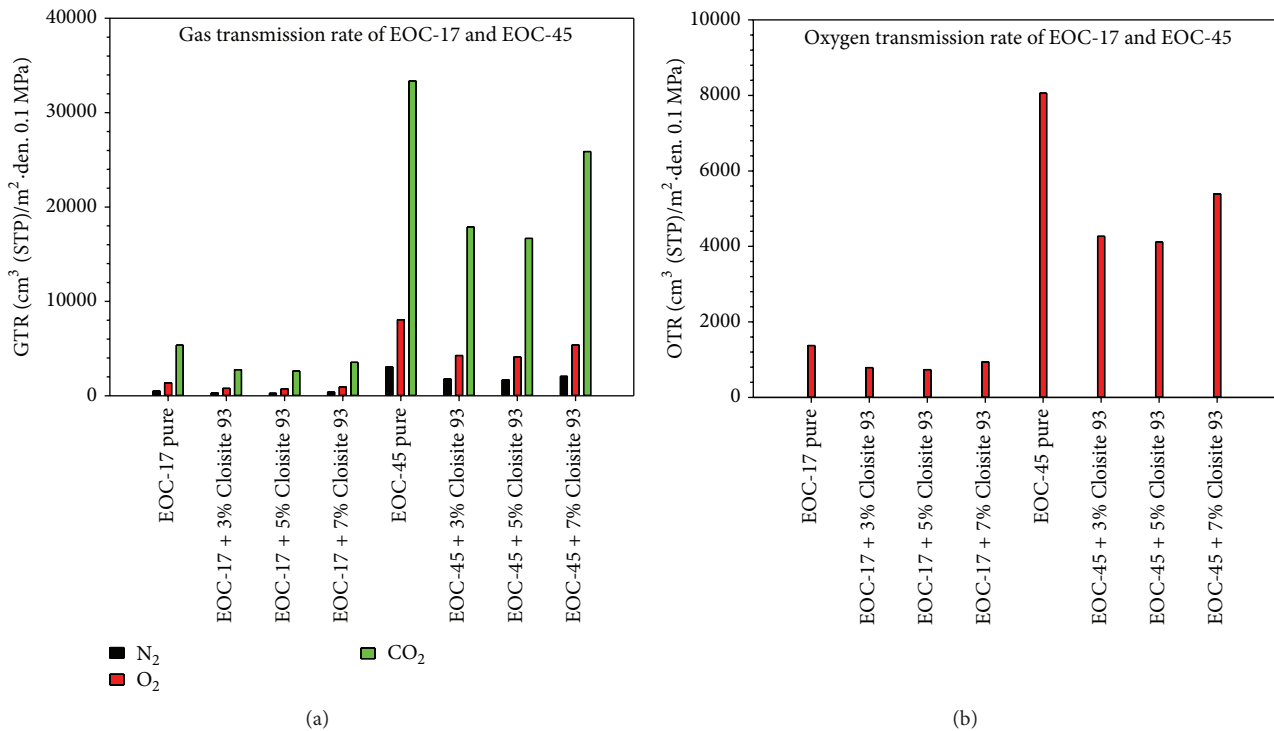 Gas transmission rate of EOC-17 and EOC-45
GTR (cm³ (STP)/m²·den. 0.1 MPa)
40000
30000
20000
10000
0
EOC-17 pure
EOC-17 + 3% Cloisite 93
EOC-17 + 5% Cloisite 93
EOC-17 + 7% Cloisite 93
EOC-45 pure
EOC-45 + 3% Cloisite 93
EOC-45 + 5% Cloisite 93
EOC-45 + 7% Cloisite 93
N₂
O₂
CO₂
(a)
Oxygen transmission rate of EOC-17 and EOC-45
OTR (cm³ (STP)/m²·den. 0.1 MPa)
10000
8000
6000
4000
2000
0
EOC-17 pure
EOC-17 + 3% Cloisite 93
EOC-17 + 5% Cloisite 93
EOC-17 + 7% Cloisite 93
EOC-45 pure
EOC-45 + 3% Cloisite 93
EOC-45 + 5% Cloisite 93
EOC-45 + 7% Cloisite 93
(b)